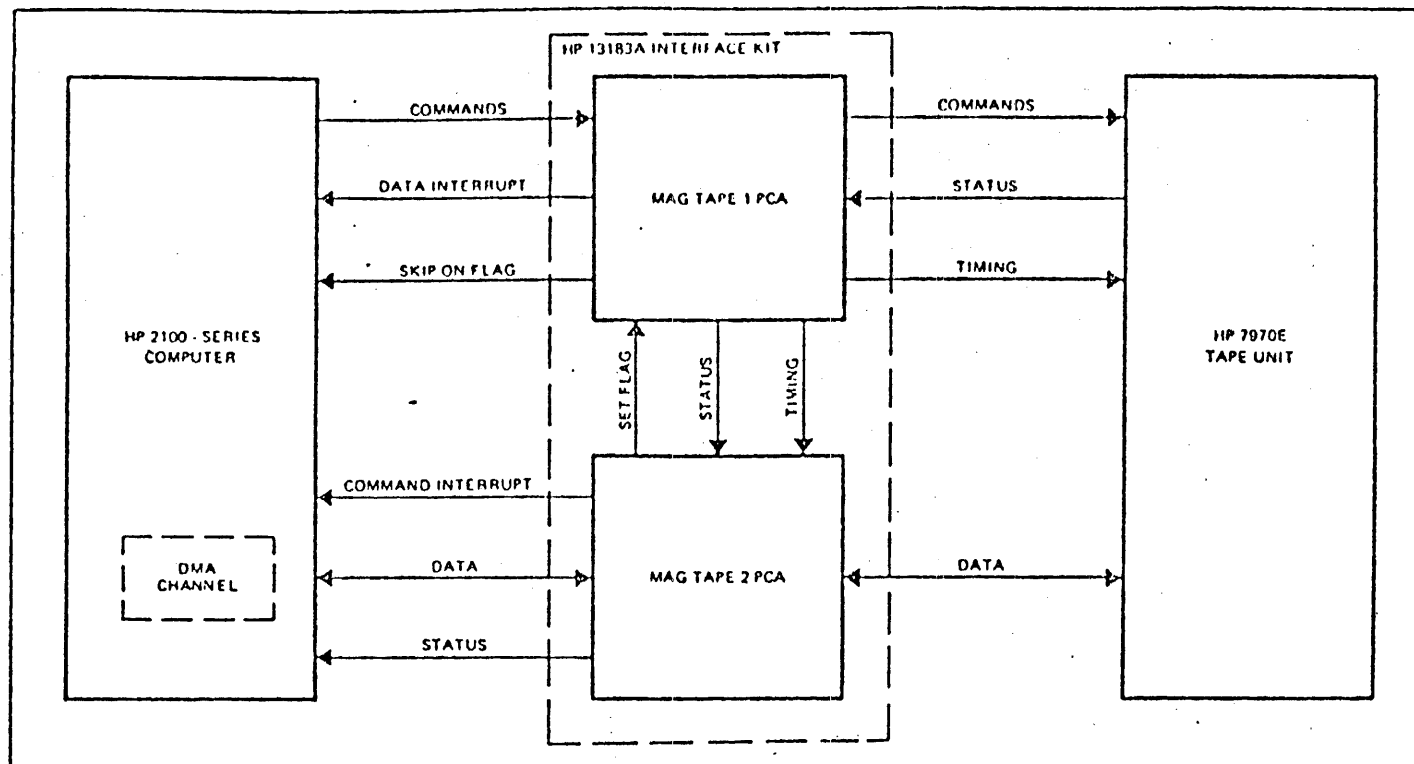 HP 13183A INTERFACE KIT
COMMANDS
COMMANDS
DATA INTERRUPT
MAG TAPE 1 PCA
STATUS
SKIP ON FLAG
TIMING
HP 2100 - SERIES
COMPUTER
HP 7970E
TAPE UNIT
SET FLAG
STATUS
TIMING
COMMAND INTERRUPT
DMA
CHANNEL
DATA
MAG TAPE 2 PCA
DATA
STATUS